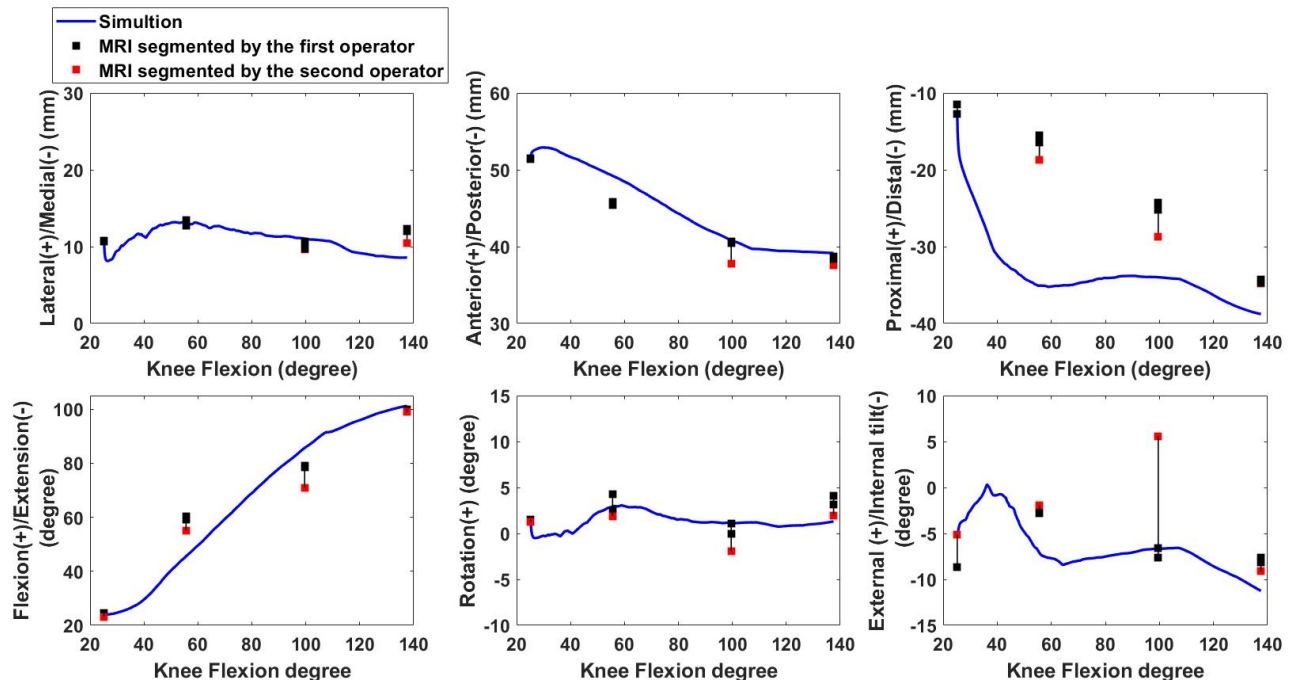 Simultion
MRI segmented by the first operator
MRI segmented by the second operator
Lateral(+)/Medial(-) (mm)
30
20
10
0
20 40 60 80 100 120 140
Knee Flexion (degree)
Anterior(+)/Posterior(-) (mm)
60
50
40
30
20 40 60 80 100 120 140
Knee Flexion (degree)
Proximal(+)/Distal(-) (mm)
-10
-20
-30
-40
20 40 60 80 100 120 140
Knee Flexion (degree)
Flexion(+)/Extension(-)
(degree)
100
80
60
40
20
20 40 60 80 100 120 140
Knee Flexion degree
Rotation(+) (degree)
15
10
5
0
-5
-10
20 40 60 80 100 120 140
Knee Flexion degree
External (+)/Internal tilt(-)
(degree)
10
5
0
-5
-10
-15
20 40 60 80 100 120 140
Knee Flexion degree